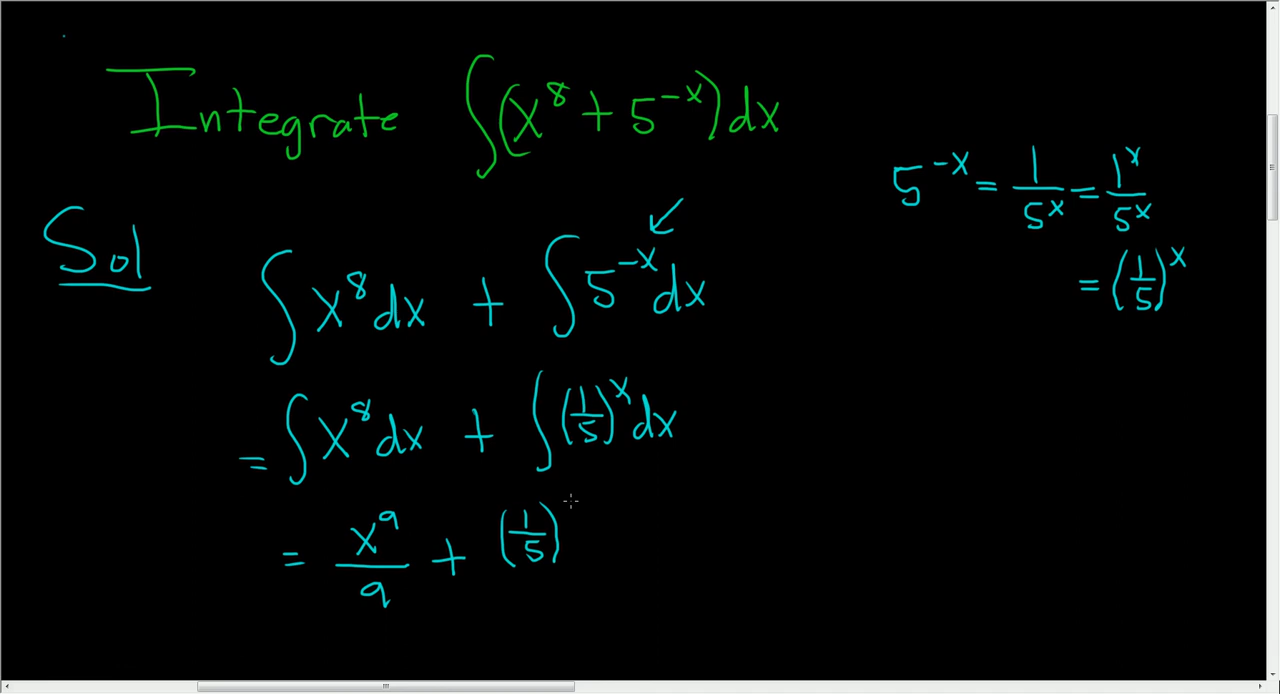 Integrate ∫(x⁸ + 5⁻ˣ)dx
5⁻ˣ = 1/5ˣ = 1ˣ/5ˣ
= (1/5)ˣ
Sol
∫x⁸dx + ∫5⁻ˣdx
= ∫x⁸dx + ∫(1/5)ˣdx
= x⁹/9 + (1/5)